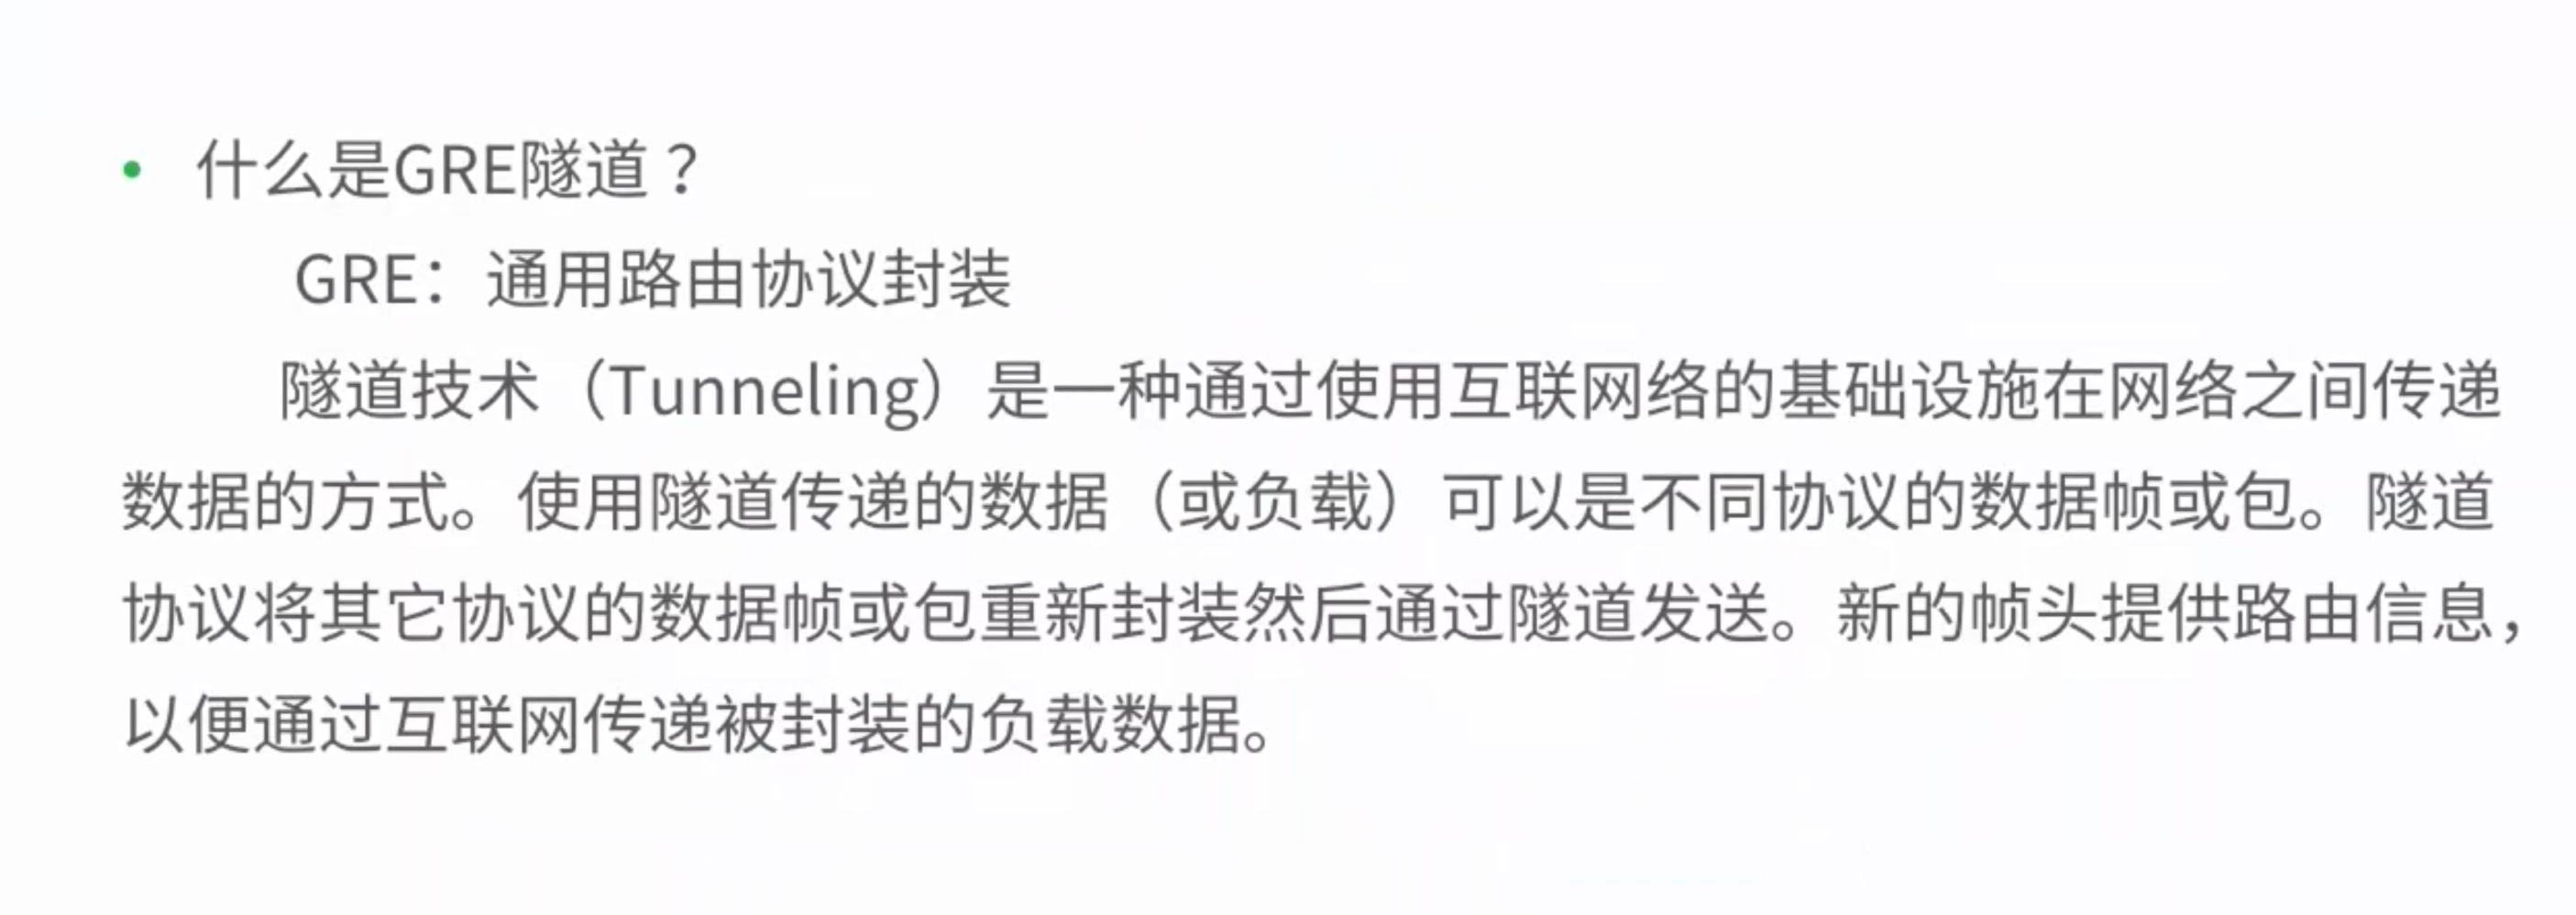 • 什么是GRE隧道？
GRE：通用路由协议封装
隧道技术（Tunneling）是一种通过使用互联网络的基础设施在网络之间传递
数据的方式。使用隧道传递的数据（或负载）可以是不同协议的数据帧或包。隧道
协议将其它协议的数据帧或包重新封装然后通过隧道发送。新的帧头提供路由信息，
以便通过互联网传递被封装的负载数据。